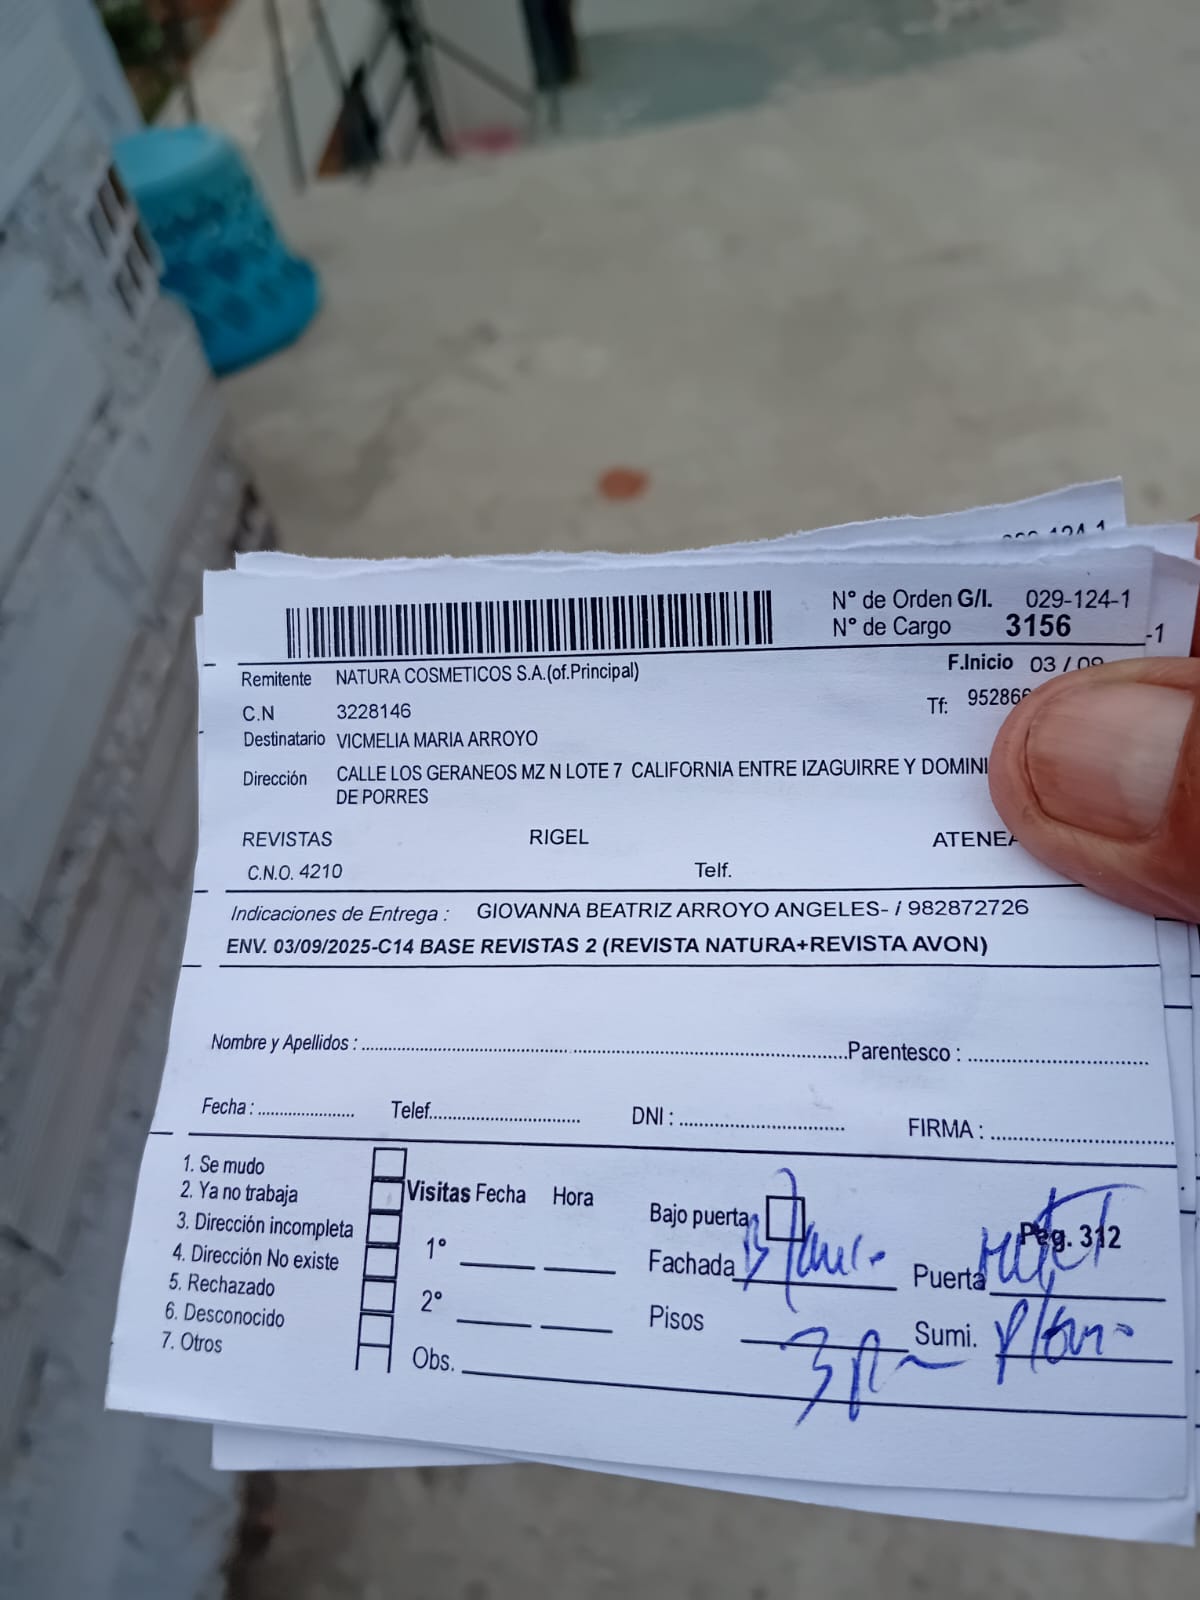 N° de Orden G/I. 029-124-1
N° de Cargo 3156
-1
F.Inicio 03 / 09
Remitente NATURA COSMETICOS S.A.(of.Principal)
Tf: 952866
C.N 3228146
Destinatario VICMELIA MARIA ARROYO
Dirección CALLE LOS GERANEOS MZ N LOTE 7 CALIFORNIA ENTRE IZAGUIRRE Y DOMINI
DE PORRES
REVISTAS RIGEL ATENEA
C.N.O. 4210 Telf.
Indicaciones de Entrega : GIOVANNA BEATRIZ ARROYO ANGELES- / 982872726
ENV. 03/09/2025-C14 BASE REVISTAS 2 (REVISTA NATURA+REVISTA AVON)
Nombre y Apellidos : Parentesco :
Fecha : Telef. DNI : FIRMA :
1. Se mudo
2. Ya no trabaja
3. Dirección incompleta
4. Dirección No existe
5. Rechazado
6. Desconocido
7. Otros
Visitas Fecha Hora
1°
2°
Obs.
Bajo puerta
Peg. 312
Fachada Puerta
Pisos 3 Sumi.